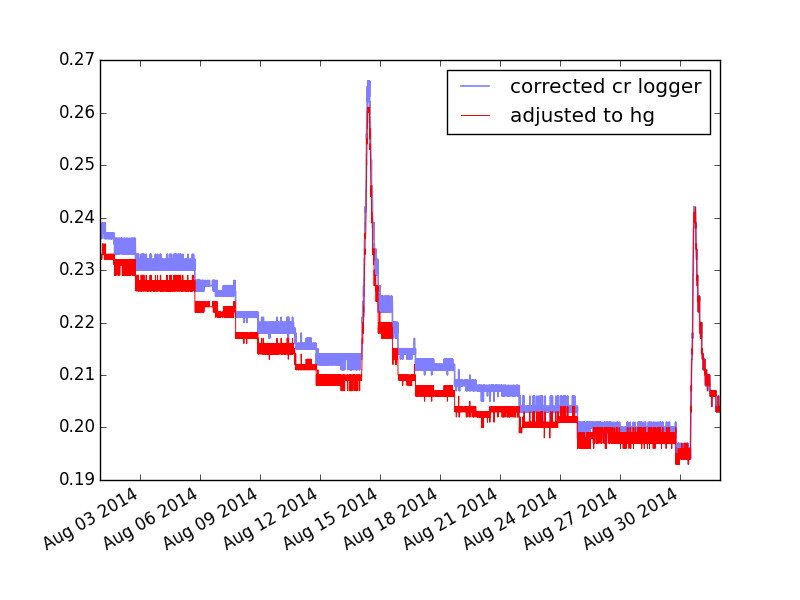 0.27
0.26
0.25
0.24
0.23
0.22
0.21
0.20
0.19
corrected cr logger
adjusted to hg
Aug 03 2014
Aug 06 2014
Aug 09 2014
Aug 12 2014
Aug 15 2014
Aug 18 2014
Aug 21 2014
Aug 24 2014
Aug 27 2014
Aug 30 2014